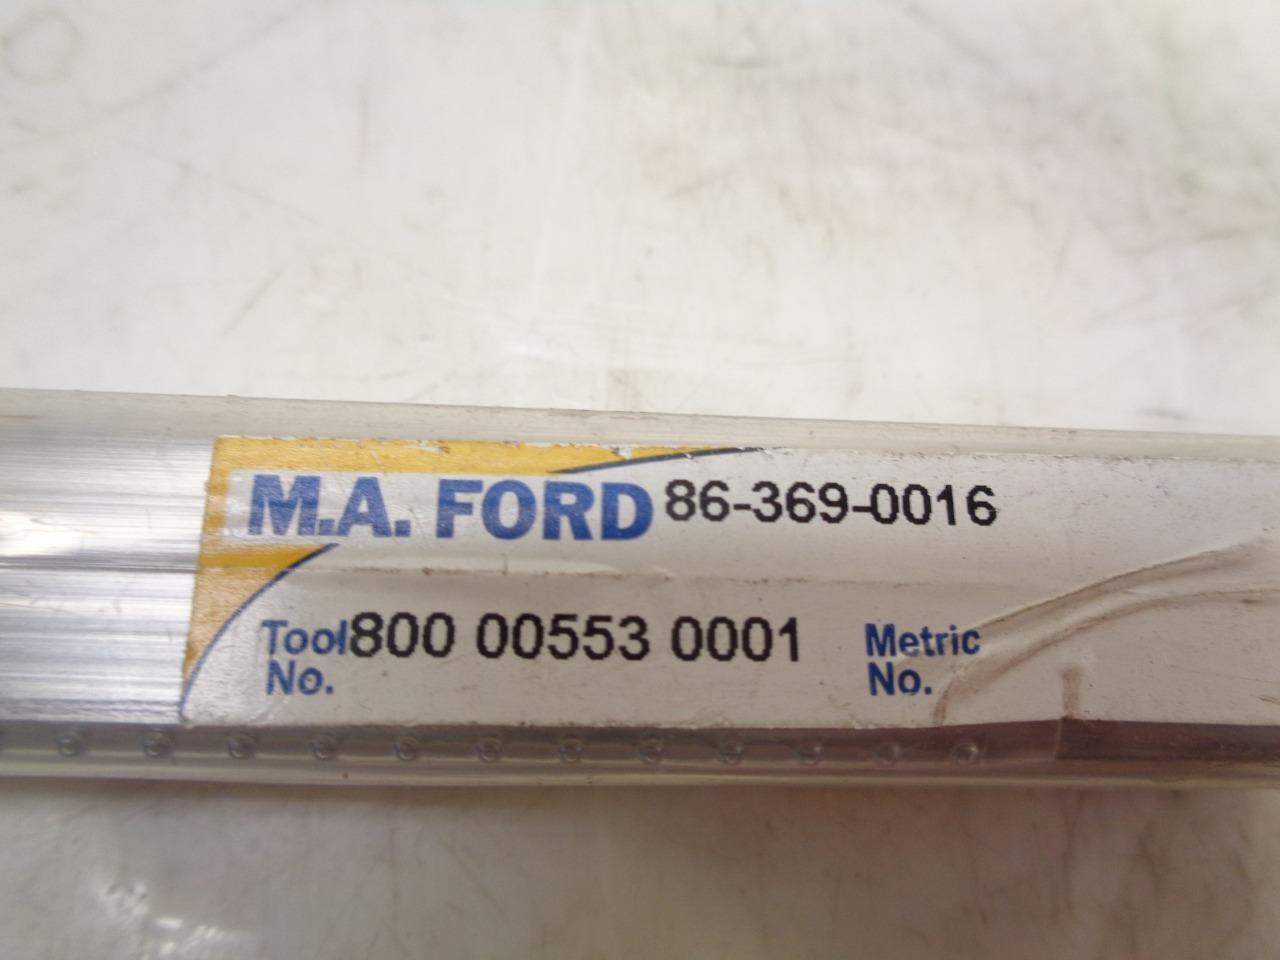 M.A. FORD 86-369-0016
Tool No. 800 00553 0001 Metric No.